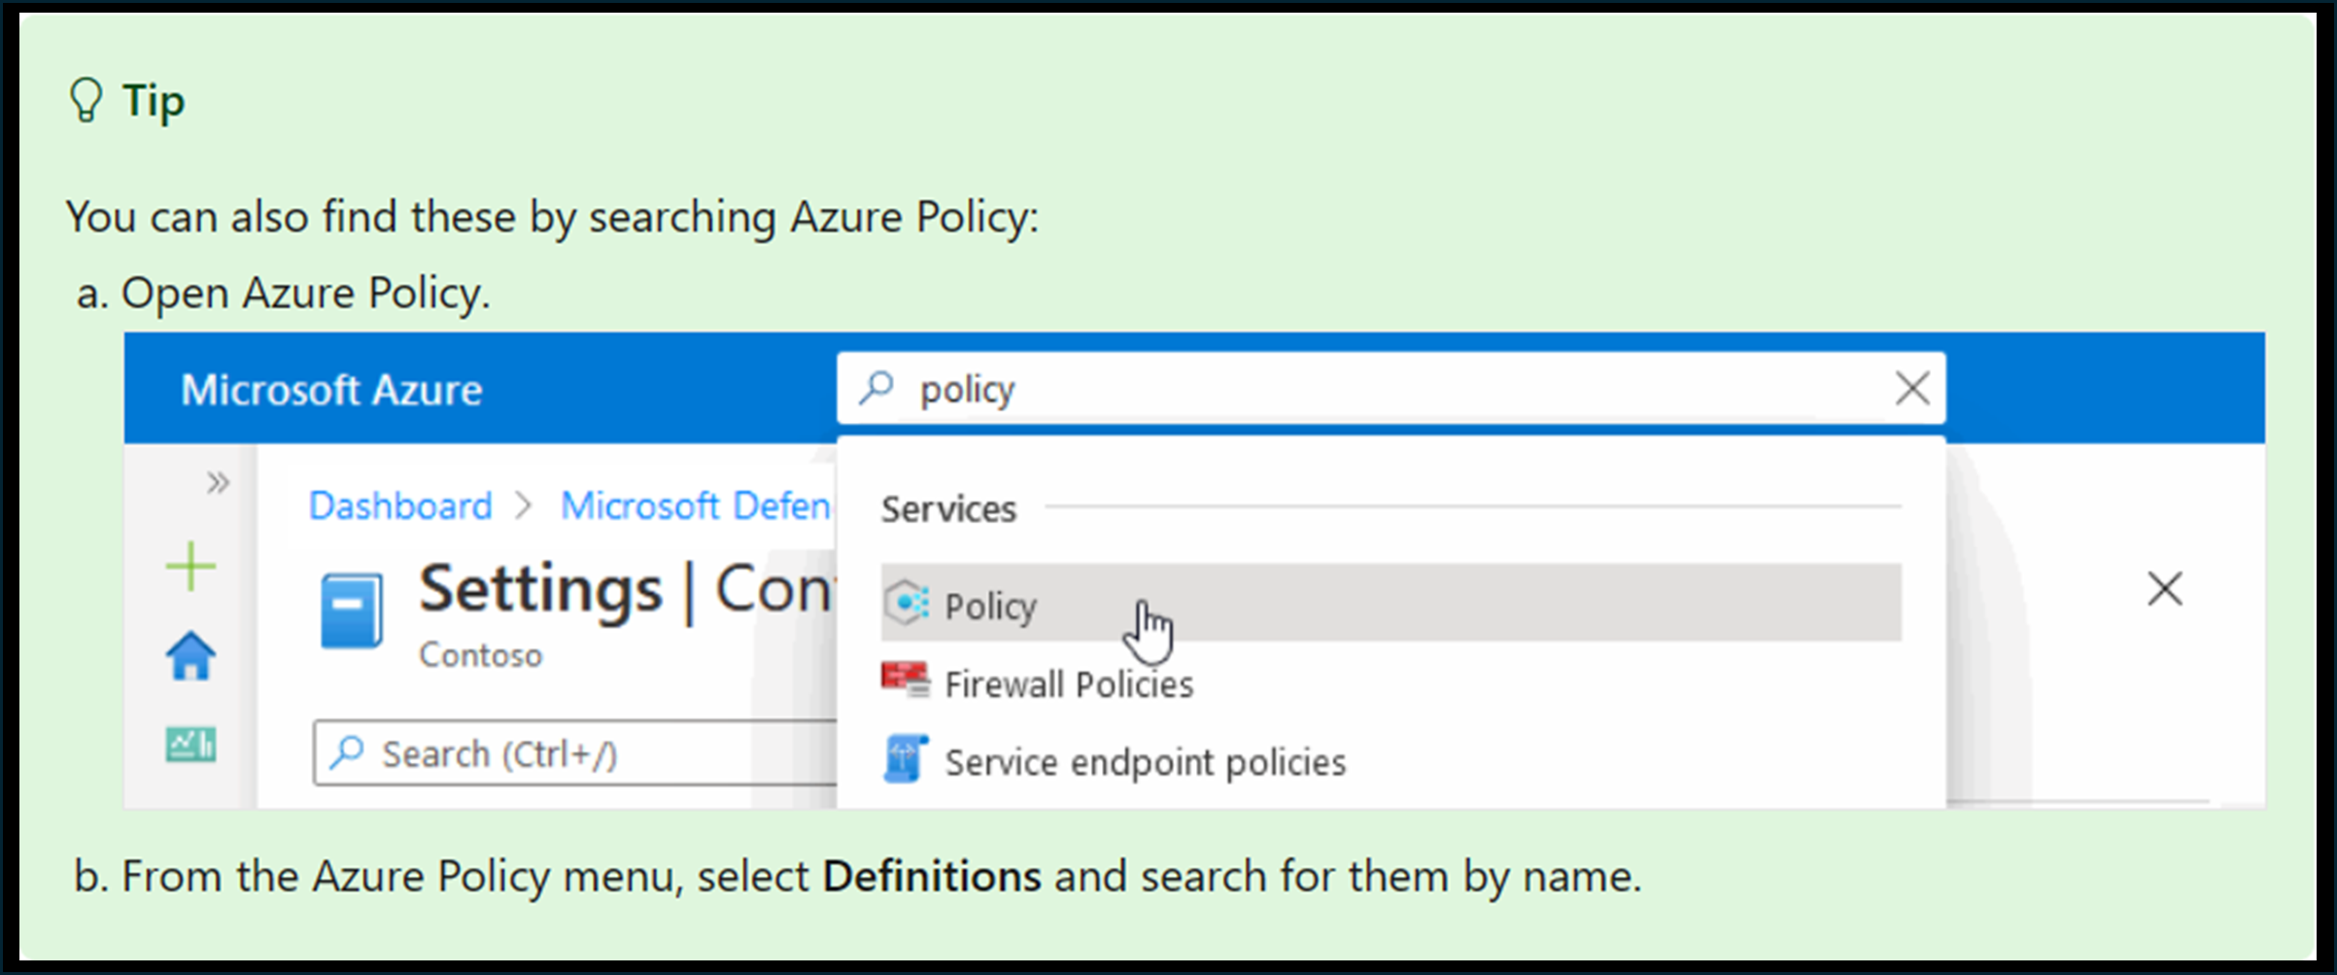 Tip
You can also find these by searching Azure Policy:
a. Open Azure Policy.
Microsoft Azure
policy
Dashboard > Microsoft Defen
Services
Settings | Con
Policy
Contoso
Firewall Policies
Search (Ctrl+/)
Service endpoint policies
b. From the Azure Policy menu, select Definitions and search for them by name.